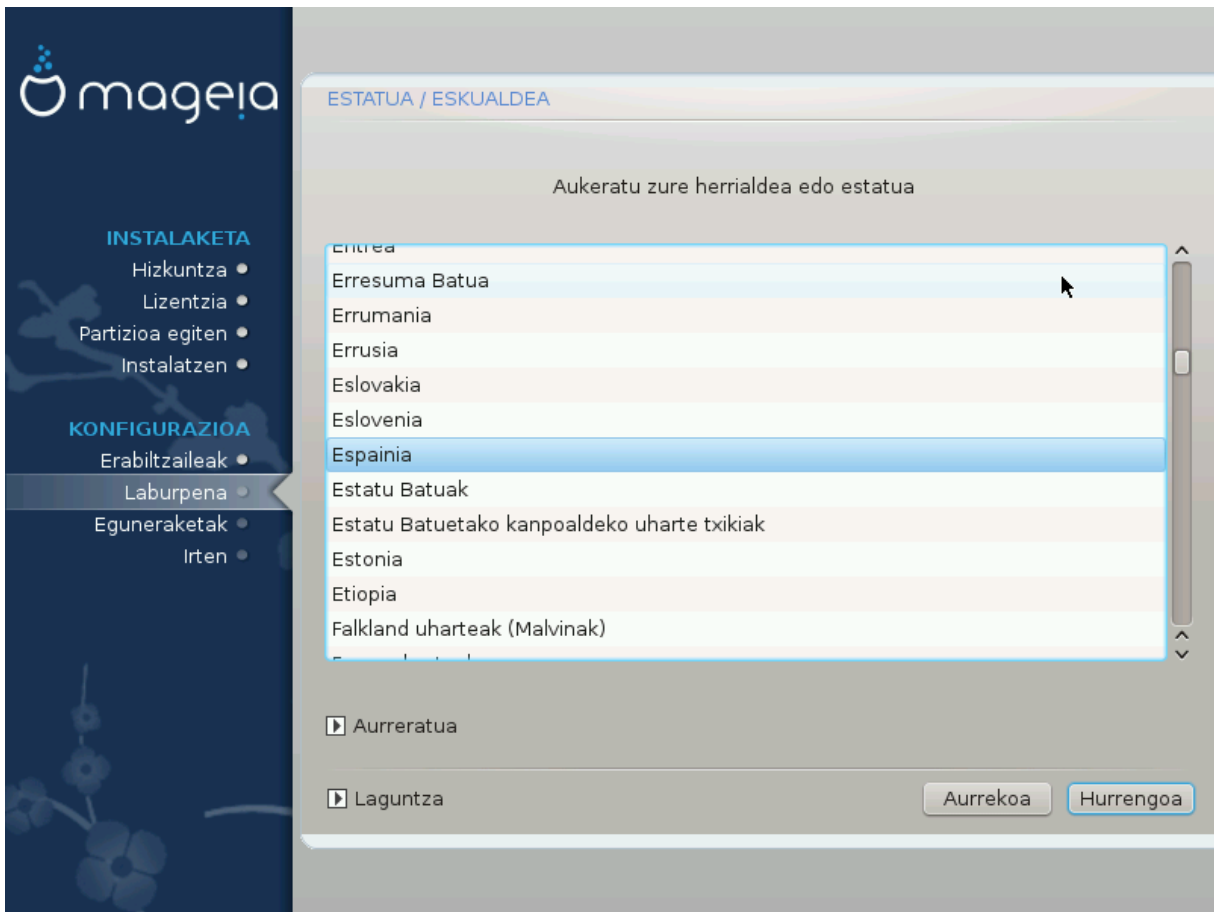 mageia
ESTATUA / ESKUALDEA
Aukeratu zure herrialdea edo estatua
INSTALAKETA
Hizkuntza
Lizentzia
Partizioa egiten
Instalatzen
KONFIGURAZIOA
Erabiltzaileak
Laburpena
Eguneraketak
Irten
Eritrea
Erresuma Batua
Errumania
Errusia
Eslovakia
Eslovenia
Espainia
Estatu Batuak
Estatu Batuetako kanpoaldeko uharte txikiak
Estonia
Etiopia
Falkland uharteak (Malvinak)
Aurreratua
Laguntza
Aurrekoa
Hurrengoa